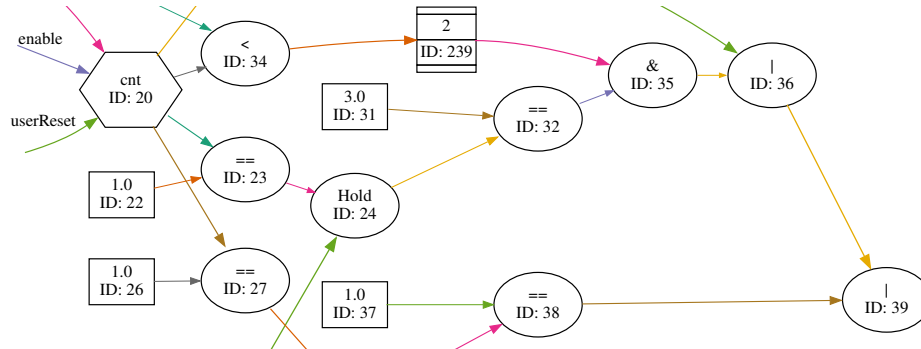 enable
cnt
ID: 20
userReset
<
ID: 34
2
ID: 239
&
ID: 35
|
ID: 36
3.0
ID: 31
==
ID: 32
==
ID: 23
1.0
ID: 22
Hold
ID: 24
1.0
ID: 26
==
ID: 27
1.0
ID: 37
==
ID: 38
|
ID: 39